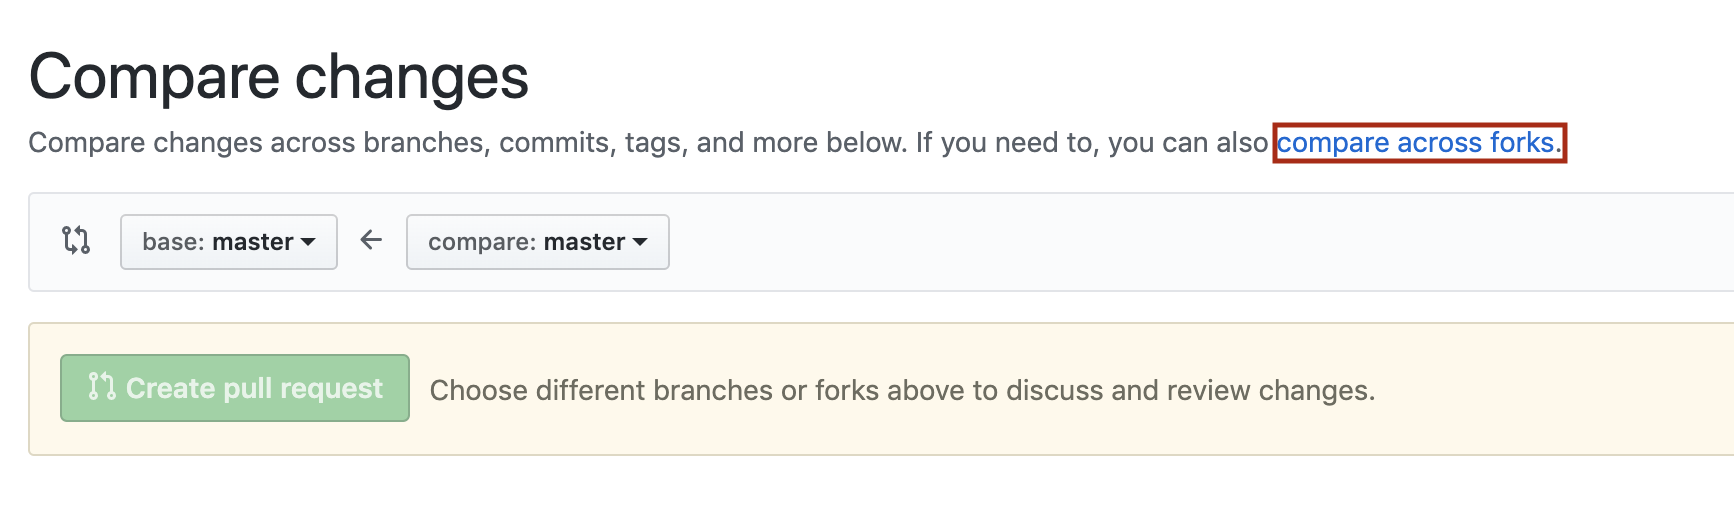 Compare changes
Compare changes across branches, commits, tags, and more below. If you need to, you can also compare across forks.
base: master compare: master
Create pull request Choose different branches or forks above to discuss and review changes.